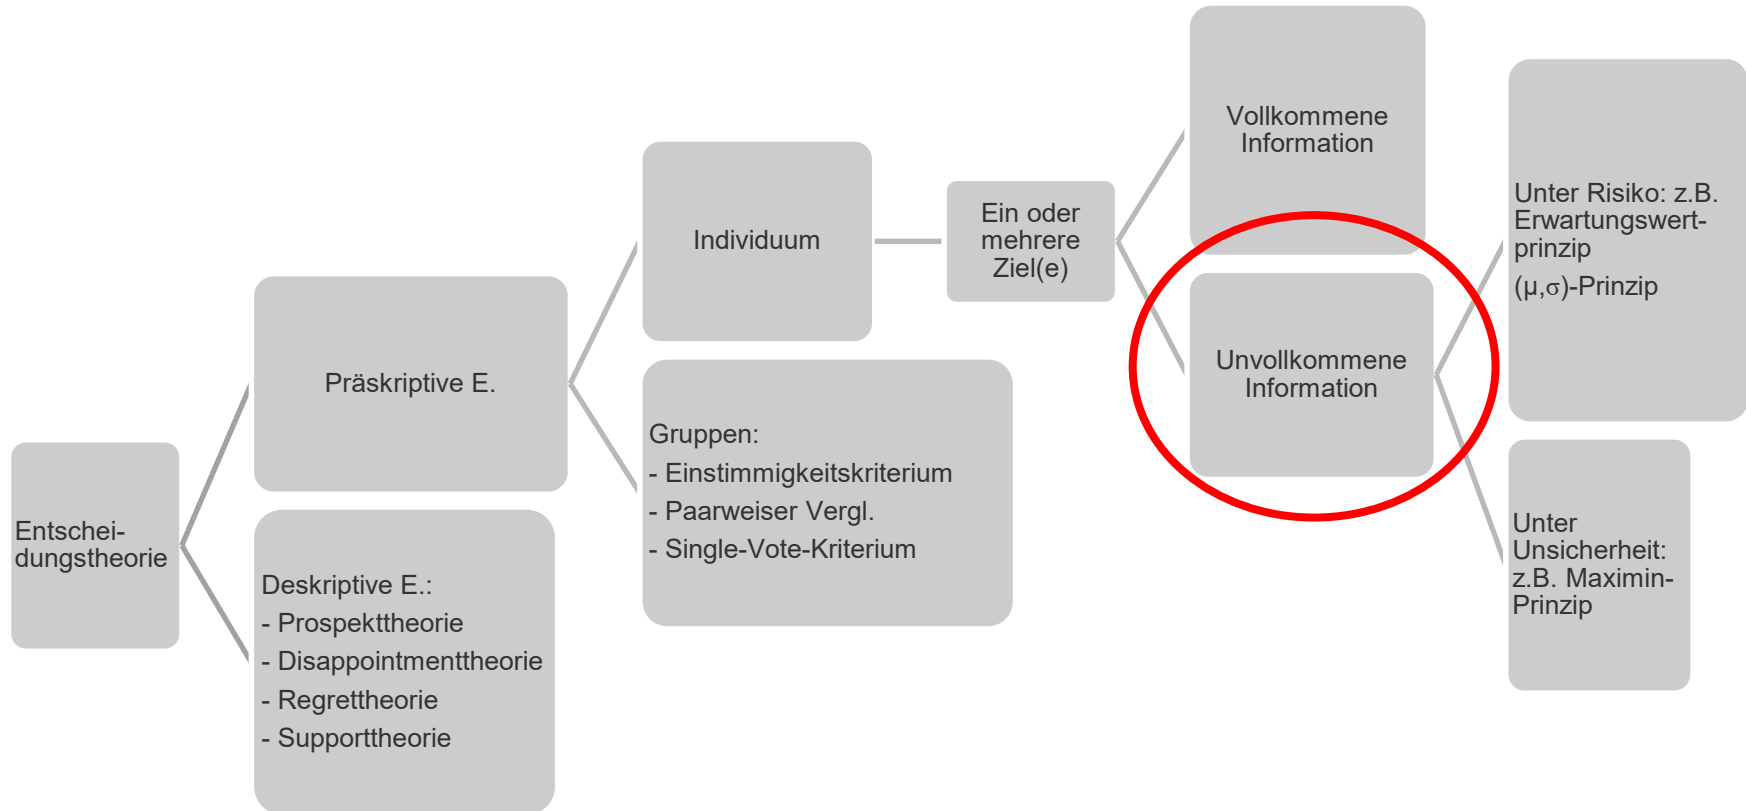 Entschei-
dungstheorie
Präskriptive E.
Deskriptive E.:
- Prospekttheorie
- Disappointmenttheorie
- Regrettheorie
- Supporttheorie
Individuum
Gruppen:
- Einstimmigkeitskriterium
- Paarweiser Vergl.
- Single-Vote-Kriterium
Ein oder
mehrere
Ziel(e)
Vollkommene
Information
Unvollkommene
Information
Unter Risiko: z.B.
Erwartungswert-
prinzip
(μ,σ)-Prinzip
Unter
Unsicherheit:
z.B. Maximin-
Prinzip